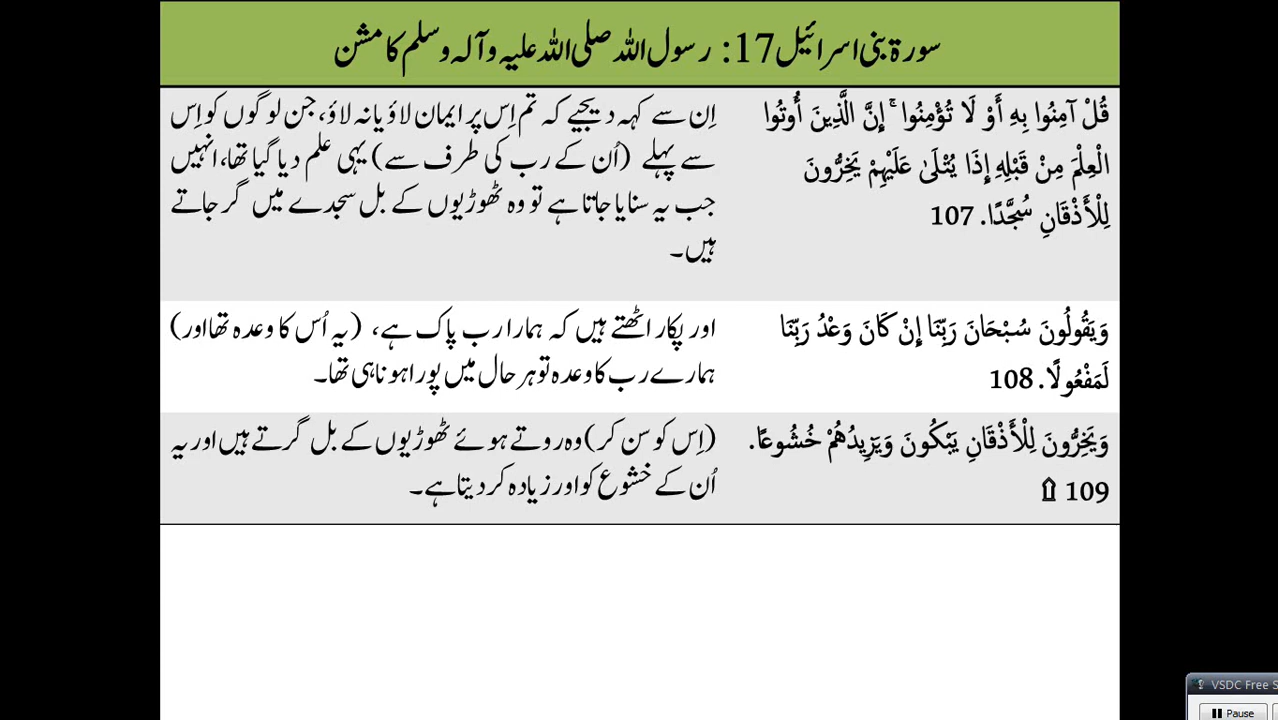 سورۃ بنی اسرائیل 17: رسول اللہ صلی اللہ علیہ وآلہ وسلم کا مشن
قُلْ آمِنُوا بِهِ أَوْ لَا تُؤْمِنُوا ۚ إِنَّ الَّذِينَ أُوتُوا
الْعِلْمَ مِنْ قَبْلِهِ إِذَا يُتْلَىٰ عَلَيْهِمْ يَخِرُّونَ
لِلْأَذْقَانِ سُجَّدًا. 107
اِن سے کہہ دیجیے کہ تم اِس پر ایمان لاؤ یا نہ لاؤ، جن لوگوں کو اِس
سے پہلے (اُن کے رب کی طرف سے) یہی علم دیا گیا تھا، انہیں
جب یہ سنایا جاتا ہے تو وہ ٹھوڑیوں کے بل سجدے میں گر جاتے
ہیں۔
وَيَقُولُونَ سُبْحَانَ رَبِّنَا إِنْ كَانَ وَعْدُ رَبِّنَا
لَمَفْعُولًا. 108
اور پکار اٹھتے ہیں کہ ہمارا رب پاک ہے، (یہ اُس کا وعدہ تھا اور)
ہمارے رب کا وعدہ تو ہر حال میں پورا ہونا ہی تھا۔
وَيَخِرُّونَ لِلْأَذْقَانِ يَبْكُونَ وَيَزِيدُهُمْ خُشُوعًا.
109 ۩
(اِس کو سن کر) وہ روتے ہوئے ٹھوڑیوں کے بل گرتے ہیں اور یہ
اُن کے خشوع کو اور زیادہ کر دیتا ہے۔
VSDC Free S
Pause